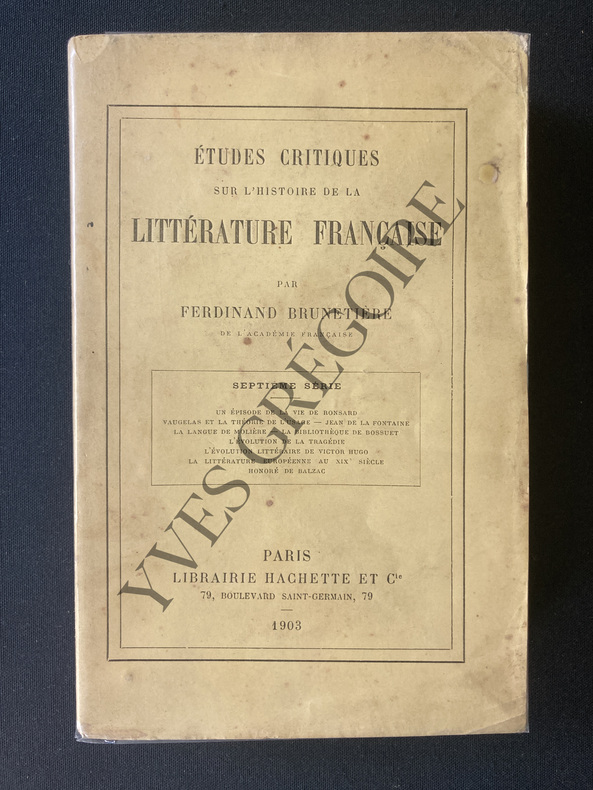 ÉTUDES CRITIQUES
SUR L'HISTOIRE DE LA
LITTÉRATURE FRANÇAISE
PAR
FERDINAND BRUNETIÈRE
DE L'ACADÉMIE FRANÇAISE
SEPTIÈME SÉRIE
UN ÉPISODE DE LA VIE DE RONSARD
VAUGELAS ET LA THÉORIE DE L'USAGE — JEAN DE LA FONTAINE
LA LANGUE DE MOLIÈRE — LA BIBLIOTHÈQUE DE BOSSUET
L'ÉVOLUTION DE LA TRAGÉDIE
L'ÉVOLUTION LITTÉRAIRE DE VICTOR HUGO
LA LITTÉRATURE EUROPÉENNE AU XIXᵉ SIÈCLE
HONORÉ DE BALZAC
PARIS
LIBRAIRIE HACHETTE ET Cⁱᵉ
79, BOULEVARD SAINT-GERMAIN, 79
1903
YVES GRÉGOIRE